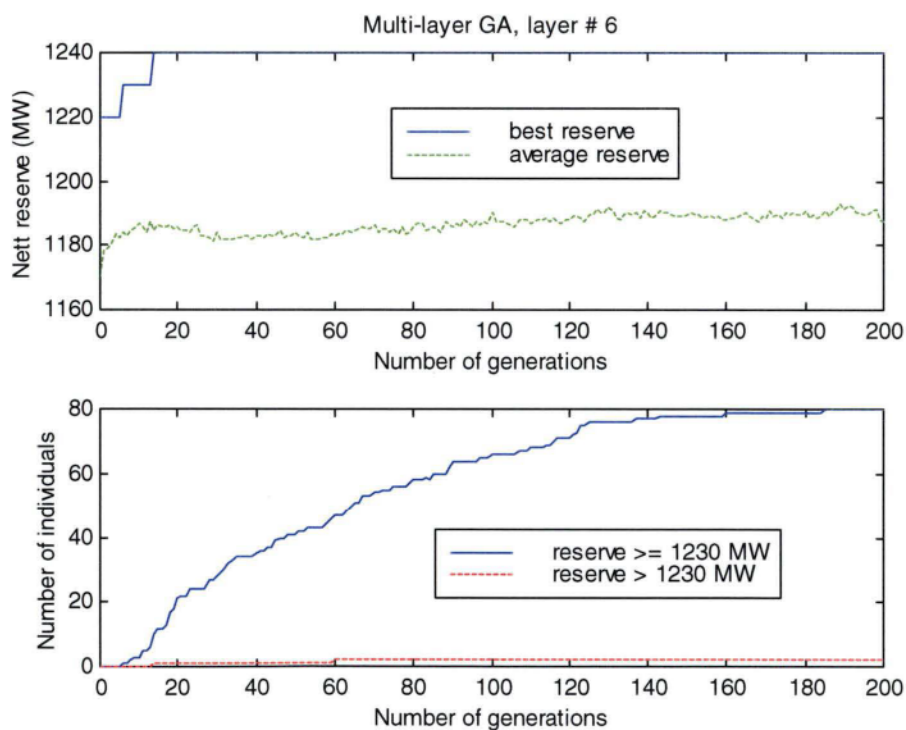 Multi-layer GA, layer # 6
Nett reserve (MW)
1240
1220
1200
1180
1160
best reserve
average reserve
0 20 40 60 80 100 120 140 160 180 200
Number of generations
Number of individuals
80
60
40
20
0
reserve >= 1230 MW
reserve > 1230 MW
0 20 40 60 80 100 120 140 160 180 200
Number of generations